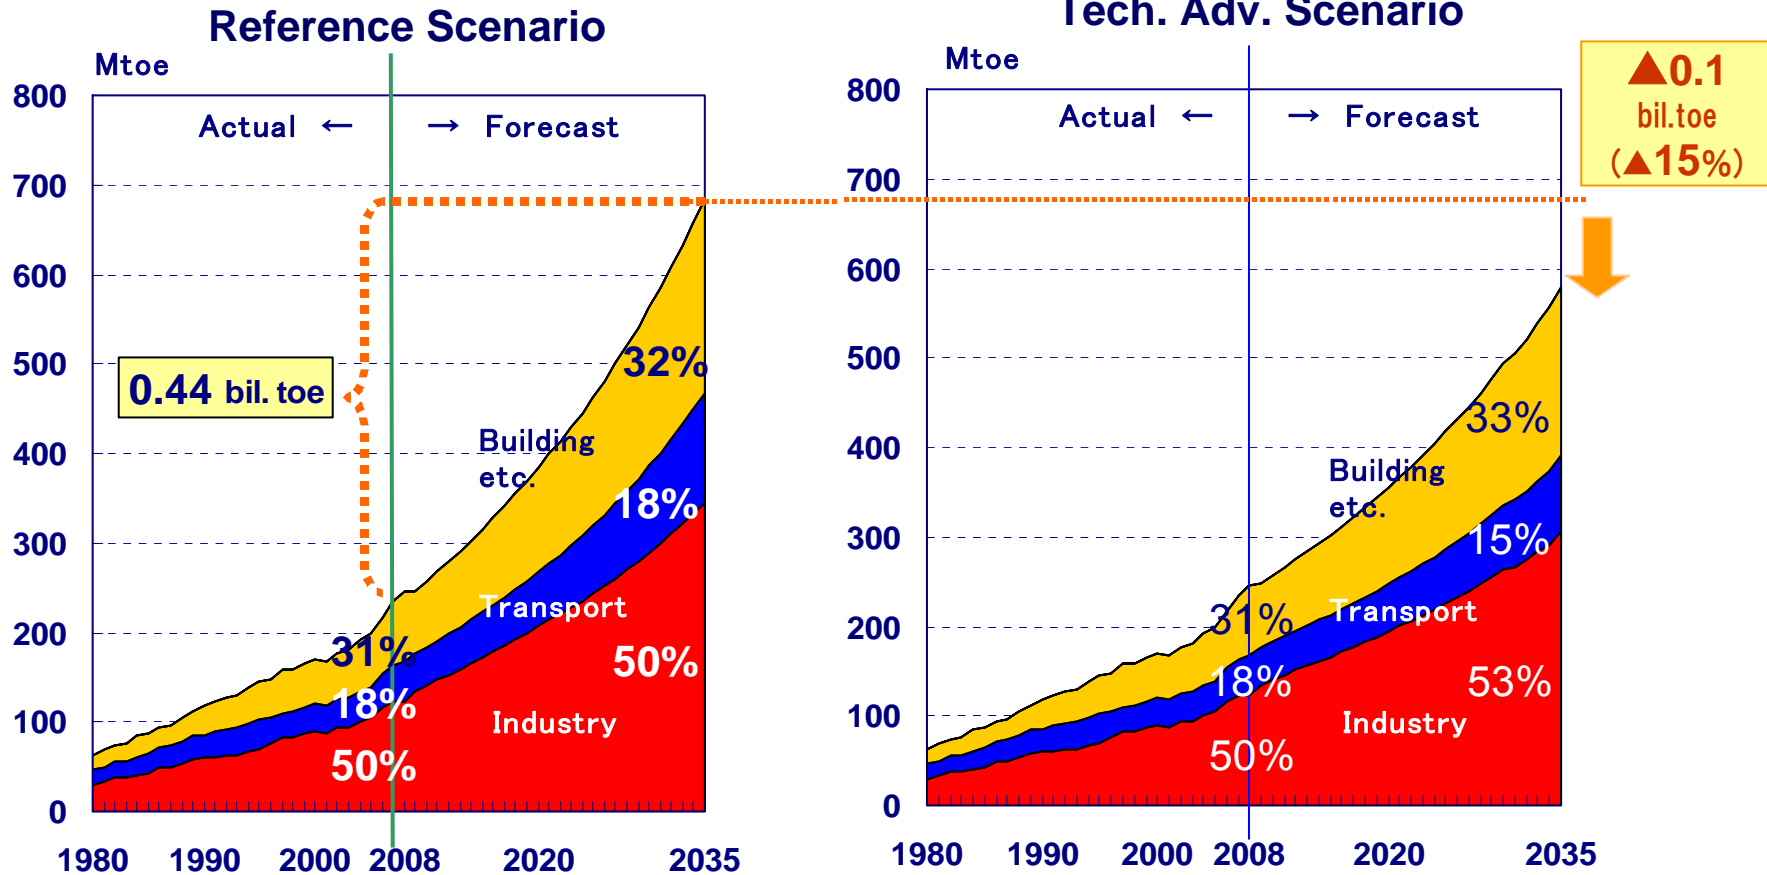 Reference Scenario
Mtoe
800
700
600
500
400
300
200
100
0
Actual ← → Forecast
0.44 bil. toe
32%
Building
etc.
18%
Transport
50%
Industry
31%
18%
50%
1980 1990 2000 2008 2020 2035
Tech. Adv. Scenario
Mtoe
800
700
600
500
400
300
200
100
0
Actual ← → Forecast
33%
Building
etc.
15%
Transport
53%
Industry
31%
18%
50%
1980 1990 2000 2008 2020 2035
▲0.1
bil.toe
(▲15%)